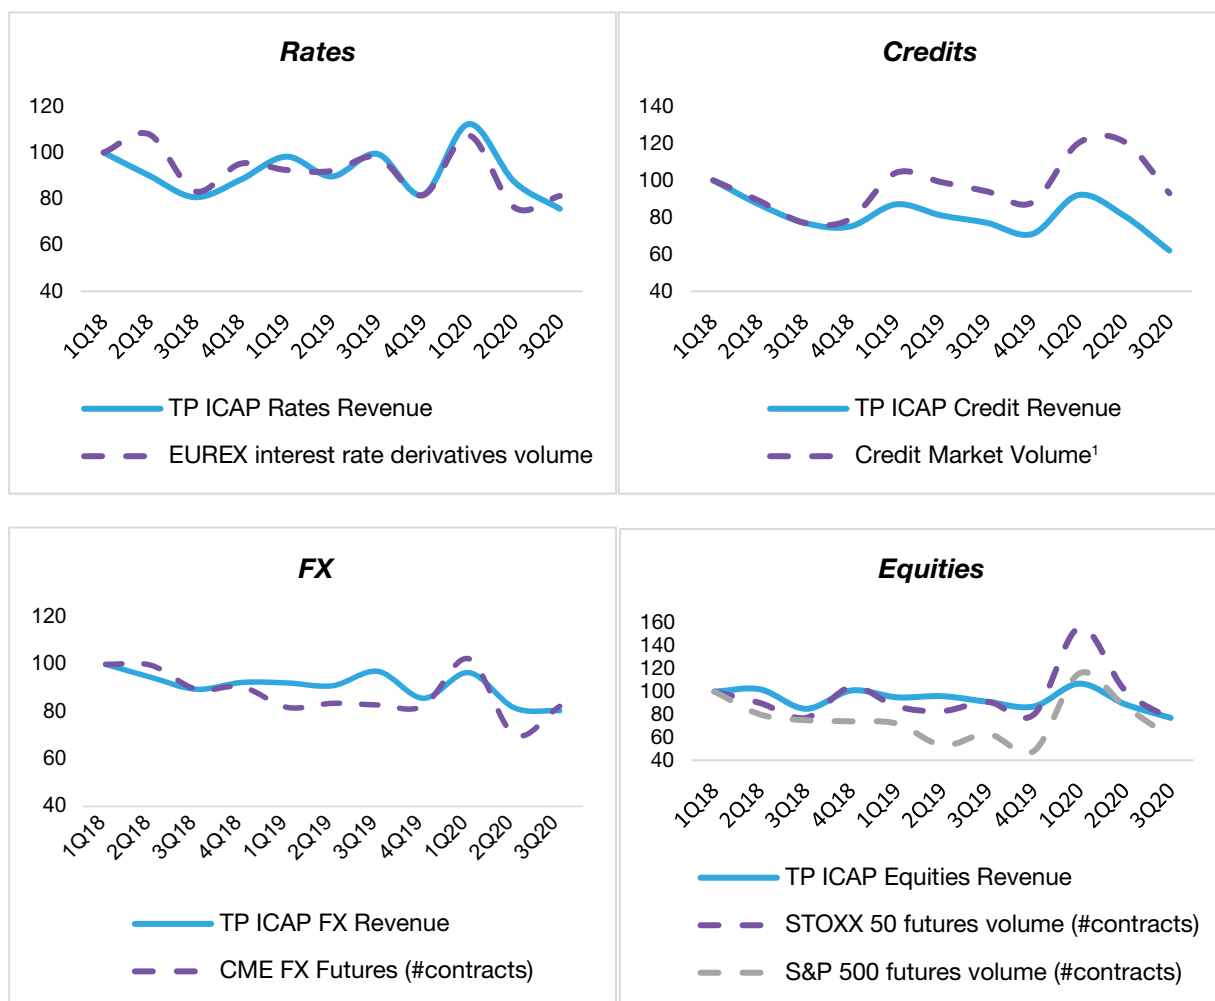 Rates
120
100
80
60
40
1Q18
2Q18
3Q18
4Q18
1Q19
2Q19
3Q19
4Q19
1Q20
2Q20
3Q20
TP ICAP Rates Revenue
EUREX interest rate derivatives volume
Credits
140
120
100
80
60
40
1Q18
2Q18
3Q18
4Q18
1Q19
2Q19
3Q19
4Q19
1Q20
2Q20
3Q20
TP ICAP Credit Revenue
Credit Market Volume¹
FX
120
100
80
60
40
1Q18
2Q18
3Q18
4Q18
1Q19
2Q19
3Q19
4Q19
1Q20
2Q20
3Q20
TP ICAP FX Revenue
CME FX Futures (#contracts)
Equities
160
140
120
100
80
60
40
1Q18
2Q18
3Q18
4Q18
1Q19
2Q19
3Q19
4Q19
1Q20
2Q20
3Q20
TP ICAP Equities Revenue
STOXX 50 futures volume (#contracts)
S&P 500 futures volume (#contracts)